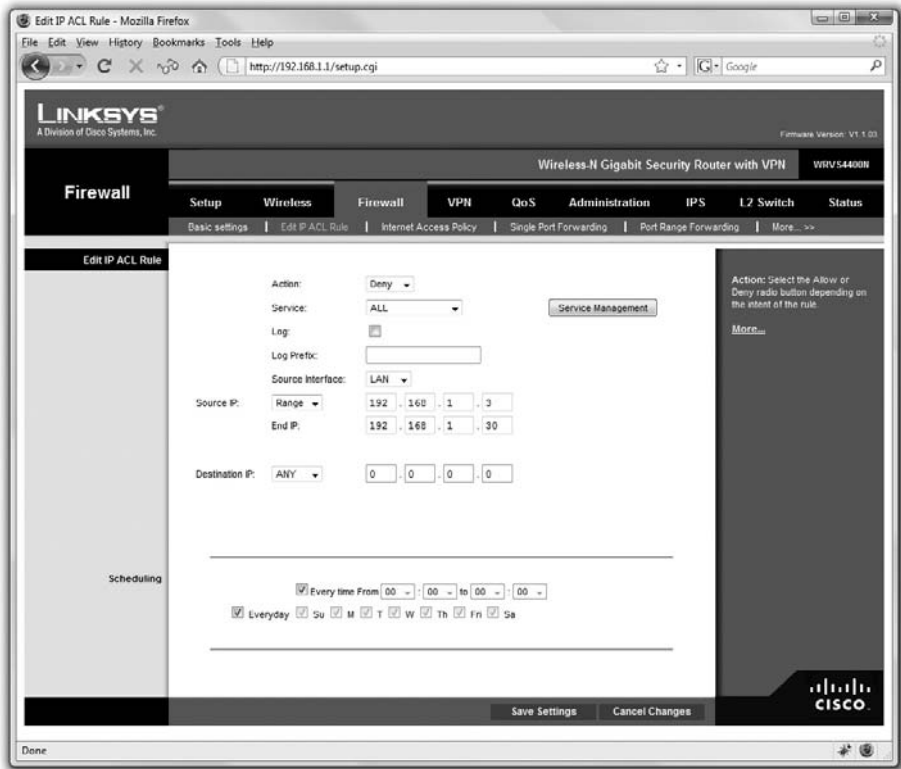 Edit IP ACL Rule - Mozilla Firefox
File Edit View History Bookmarks Tools Help
http://192.168.1.1/setup.cgi
G Google
LINKSYS®
A Division of Cisco Systems, Inc.
Firmware Version: V1.1.03
Wireless-N Gigabit Security Router with VPN WRVS4400N
Firewall
Setup Wireless Firewall VPN QoS Administration IPS L2 Switch Status
Basic settings | Edit IP ACL Rule | Internet Access Policy | Single Port Forwarding | Port Range Forwarding | More... >>
Edit IP ACL Rule
Action: Deny
Service: ALL Service Management
Log:
Log Prefix:
Source Interface: LAN
Source IP: Range 192 . 168 . 1 . 3
End IP: 192 . 168 . 1 . 30
Destination IP: ANY 0 . 0 . 0 . 0
Action: Select the Allow or
Deny radio button depending on
the intent of the rule.
More...
Scheduling
Every time From 00 : 00 to 00 : 00
Everyday Su M T W Th Fri Sa
Save Settings Cancel Changes
CISCO.
Done